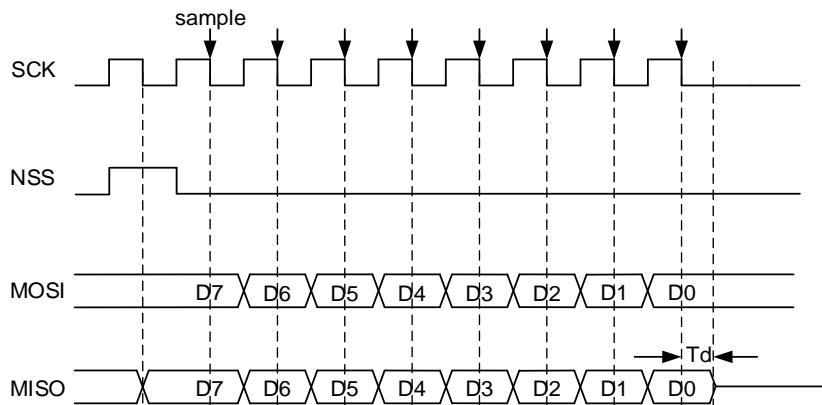 sample
SCK
NSS
MOSI D7 D6 D5 D4 D3 D2 D1 D0
Td
MISO D7 D6 D5 D4 D3 D2 D1 D0